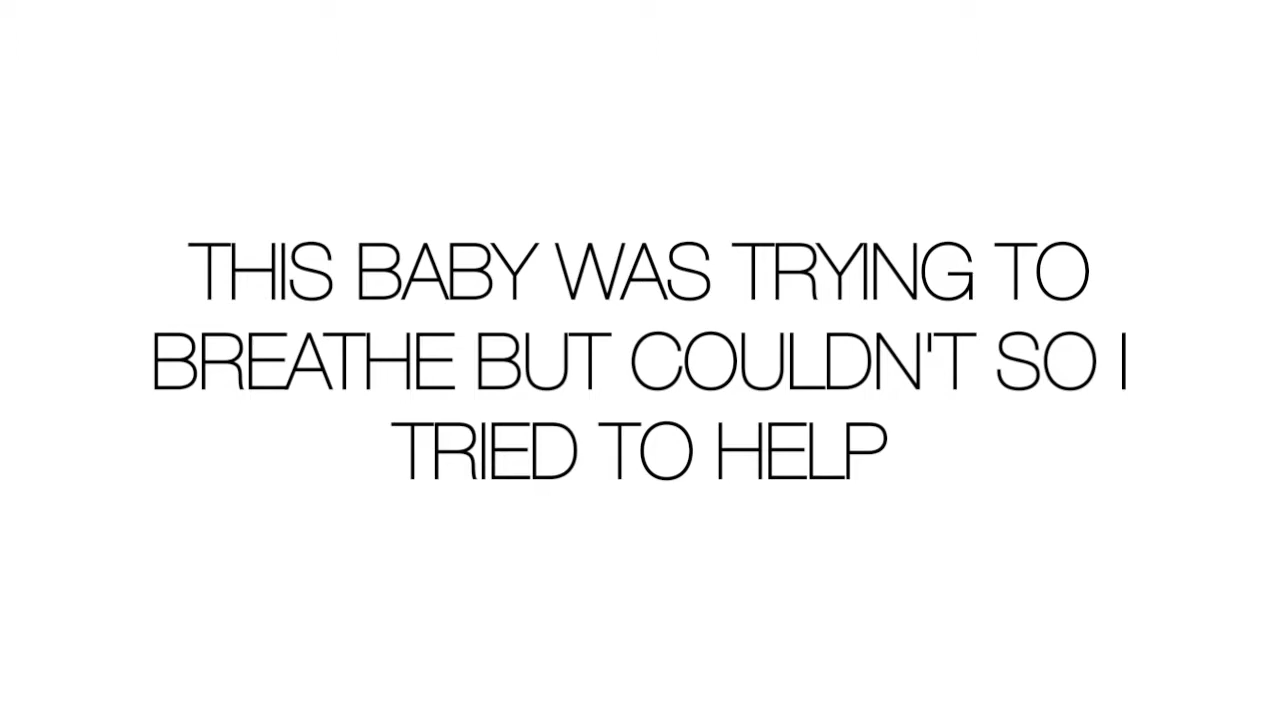 THIS BABY WAS TRYING TO
BREATHE BUT COULDN'T SO I
TRIED TO HELP